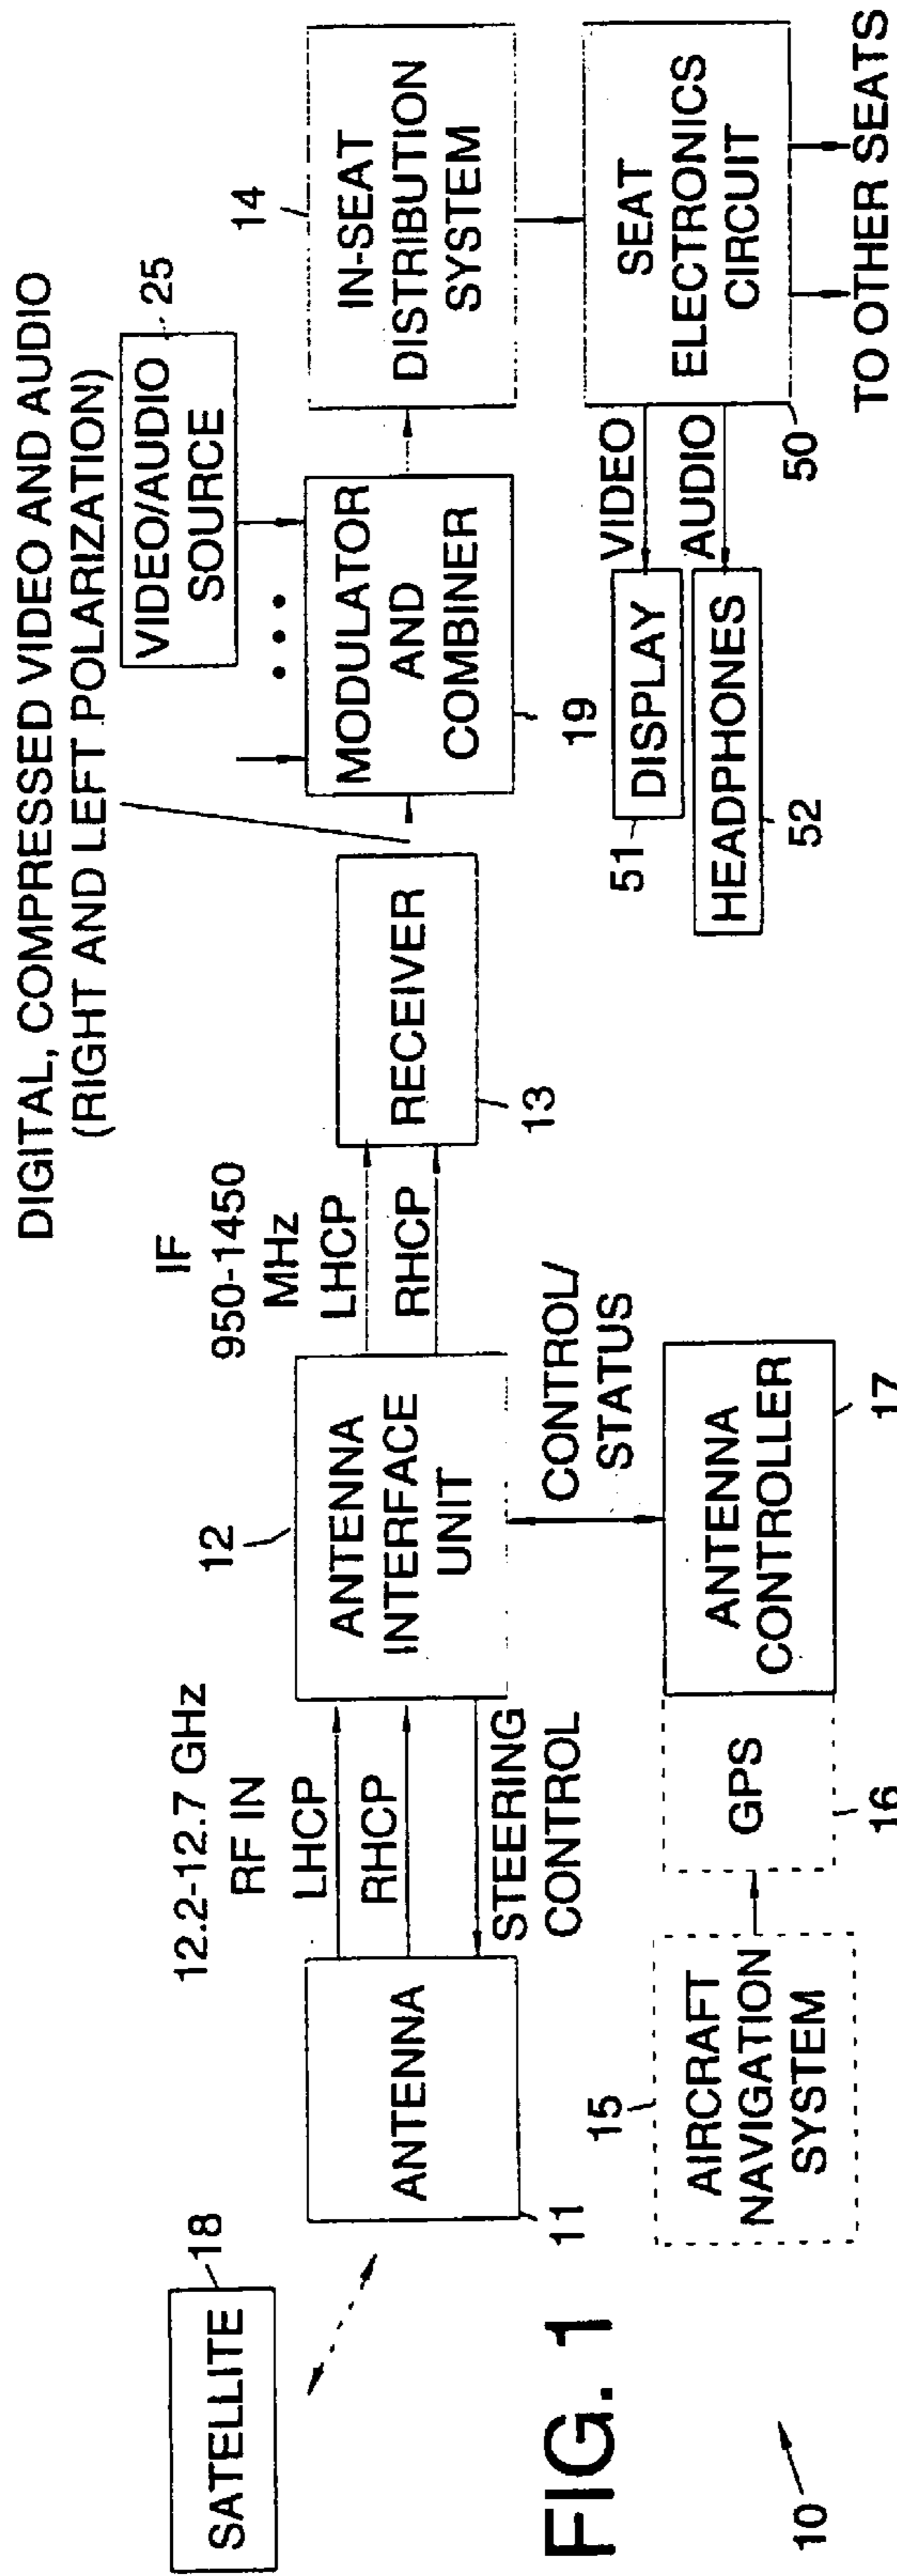 DIGITAL, COMPRESSED VIDEO AND AUDIO
(RIGHT AND LEFT POLARIZATION)
SATELLITE
18
ANTENNA
11
12.2-12.7 GHz
RF IN
LHCP
RHCP
STEERING
CONTROL
12
ANTENNA
INTERFACE
UNIT
IF
950-1450
MHz
LHCP
RHCP
RECEIVER
13
VIDEO/AUDIO
SOURCE
25
MODULATOR
AND
COMBINER
19
14
IN-SEAT
DISTRIBUTION
SYSTEM
CONTROL/
STATUS
15
AIRCRAFT
NAVIGATION
SYSTEM
GPS
16
ANTENNA
CONTROLLER
17
VIDEO
AUDIO
51
DISPLAY
HEADPHONES
52
SEAT
ELECTRONICS
CIRCUIT
50
TO OTHER SEATS
FIG. 1
10